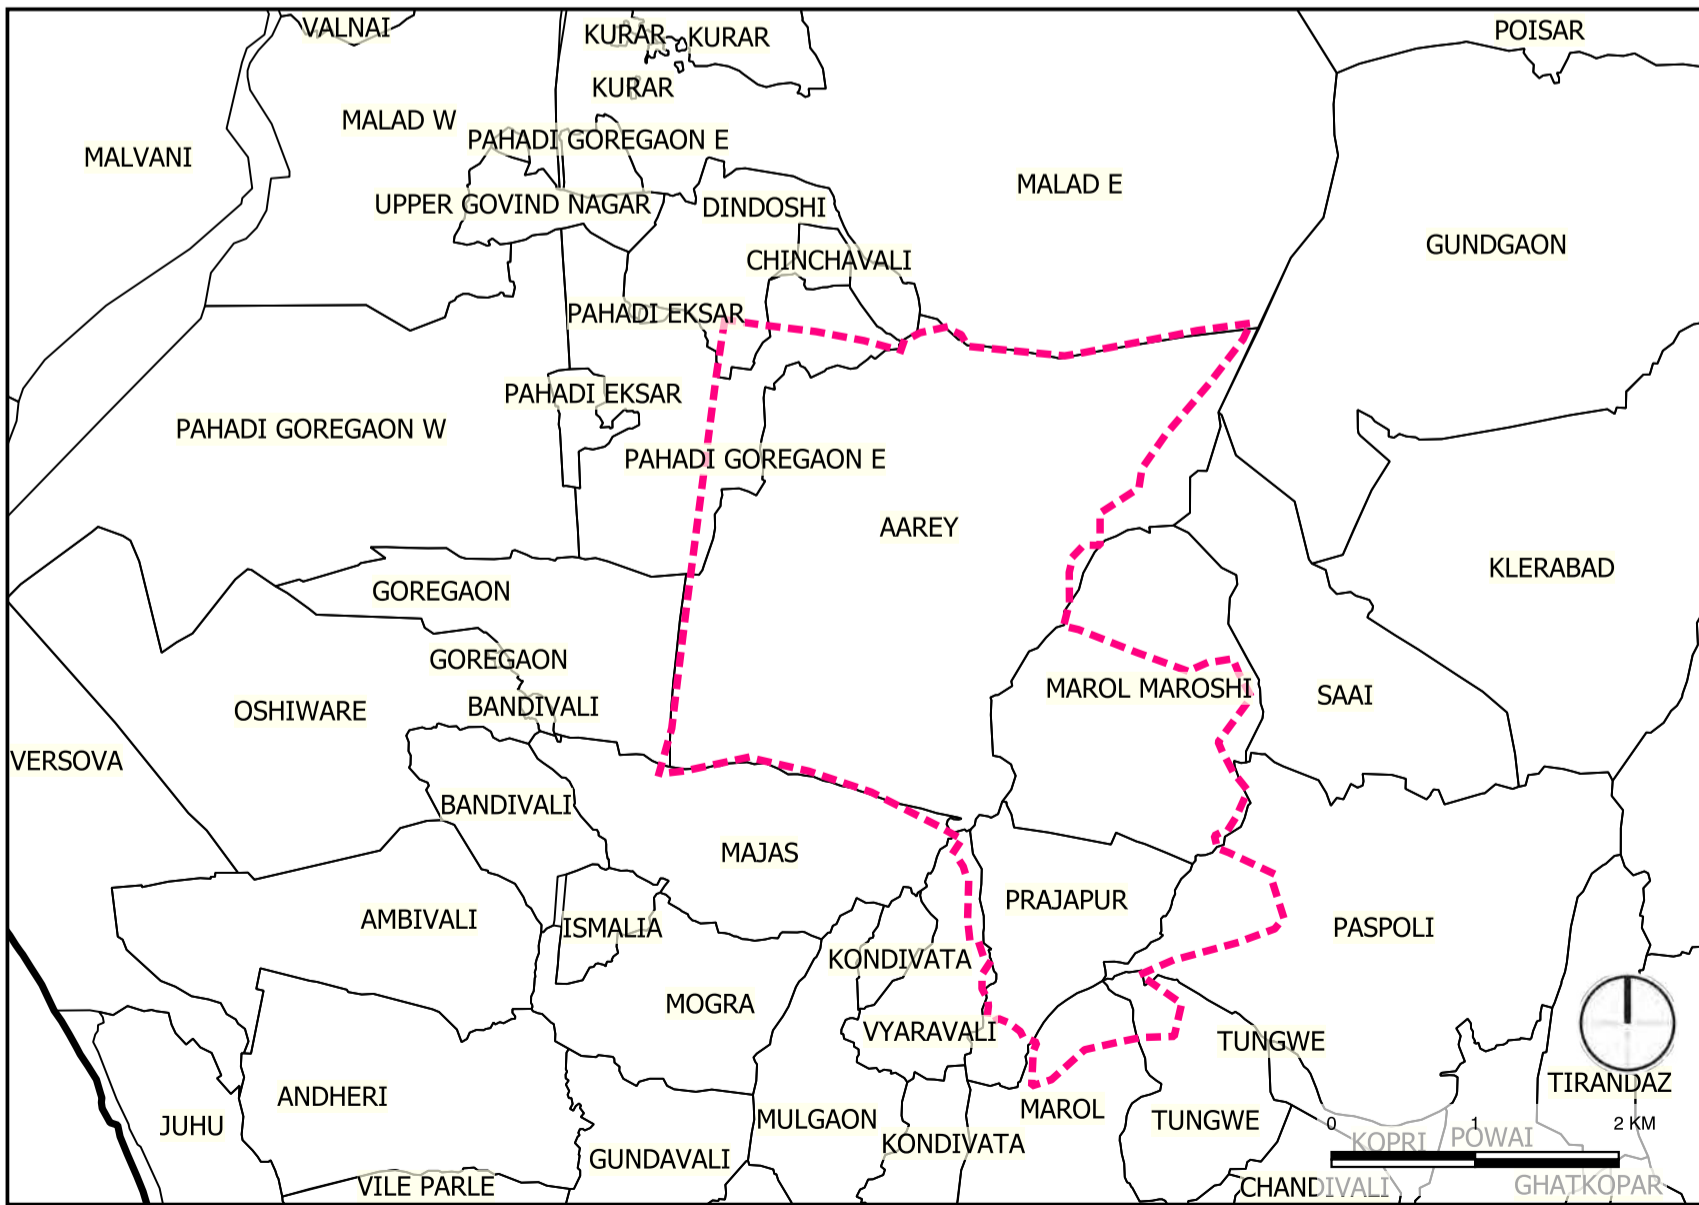 VALNAI
KURAR
KURAR
POISAR
KURAR
MALAD W
PAHADI GOREGAON E
MALVANI
MALAD E
UPPER GOVIND NAGAR
DINDOSHI
GUNDGAON
CHINCHAVALI
PAHADI EKSAR
PAHADI EKSAR
PAHADI GOREGAON W
PAHADI GOREGAON E
AAREY
KLERABAD
GOREGAON
GOREGAON
MAROL MAROSHI
SAAI
BANDIVALI
OSHIWARE
VERSOVA
BANDIVALI
MAJAS
PRAJAPUR
AMBIVALI
ISMALIA
PASPOLI
KONDIVATA
MOGRA
VYARAVALI
TUNGWE
TIRANDAZ
ANDHERI
MAROL
JUHU
MULGAON
TUNGWE
0 1 2 KM
KONDIVATA
KOPRI
POWAI
GUNDAVALI
VILE PARLE
CHANDIVALI
GHATKOPAR